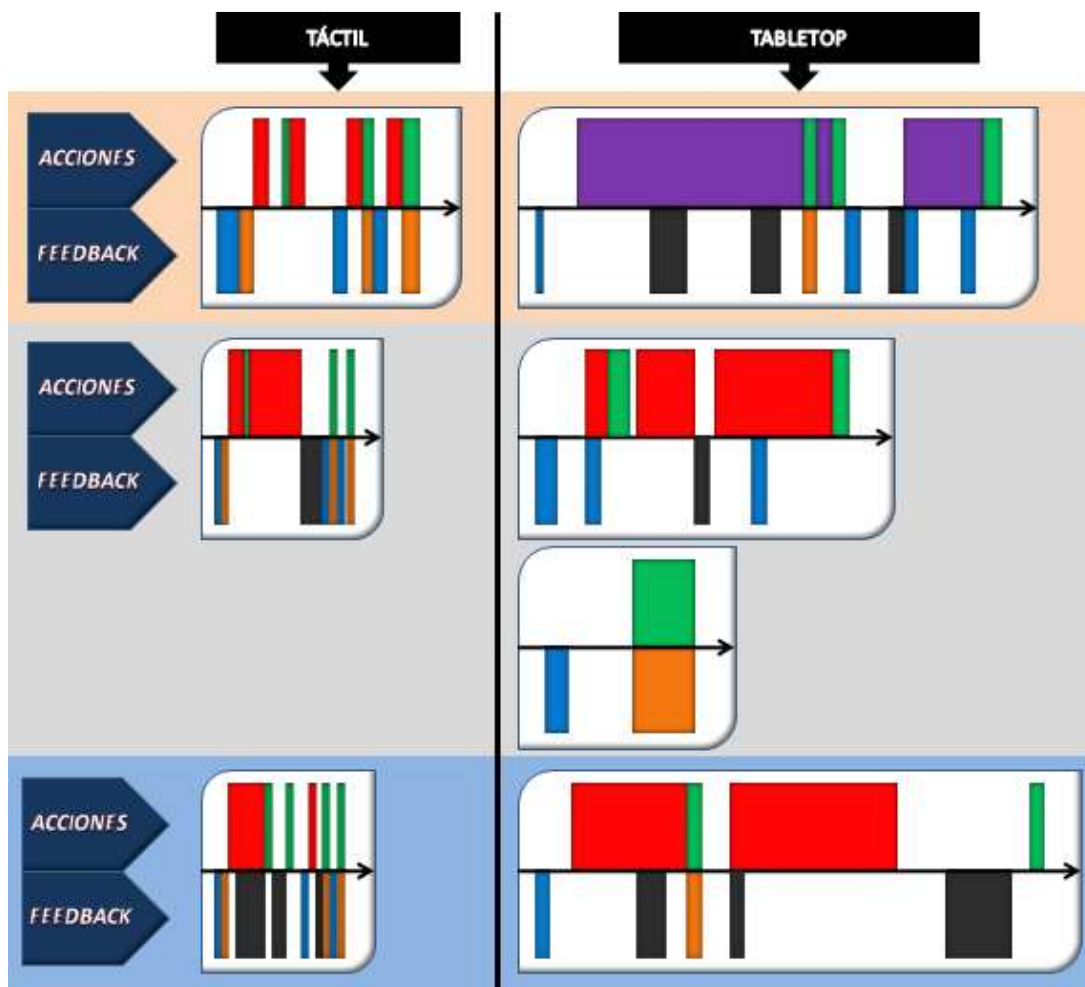 TÁCTIL
TABLETOP
ACCIONES
FEEDBACK
ACCIONES
FEEDBACK
ACCIONES
FEEDBACK